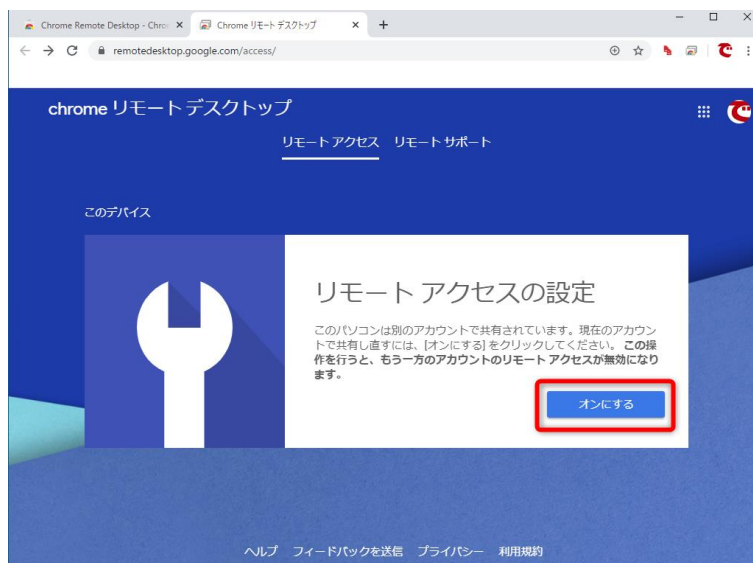 Chrome Remote Desktop - Chro
Chrome リモート デスクトップ
remotedesktop.google.com/access/
chrome リモート デスクトップ
リモート アクセス リモート サポート
このデバイス
リモート アクセスの設定
このパソコンは別のアカウントで共有されています。現在のアカウン
トで共有し直すには、[オンにする] をクリックしてください。この操
作を行うと、もう一方のアカウントのリモート アクセスが無効になり
ます。
オンにする
ヘルプ フィードバックを送信 プライバシー 利用規約